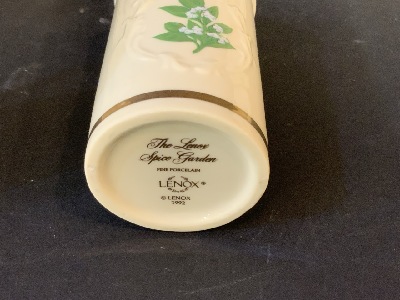 The Lenox
Spice Garden
FINE PORCELAIN
LENOX®
© LENOX
1992